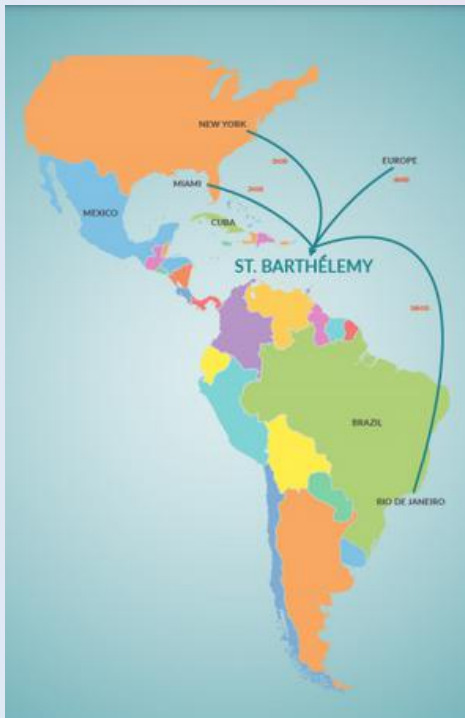 NEW YORK
EUROPE
MIAMI
MEXICO
CUBA
ST. BARTHÉLEMY
BRAZIL
RIO DE JANEIRO